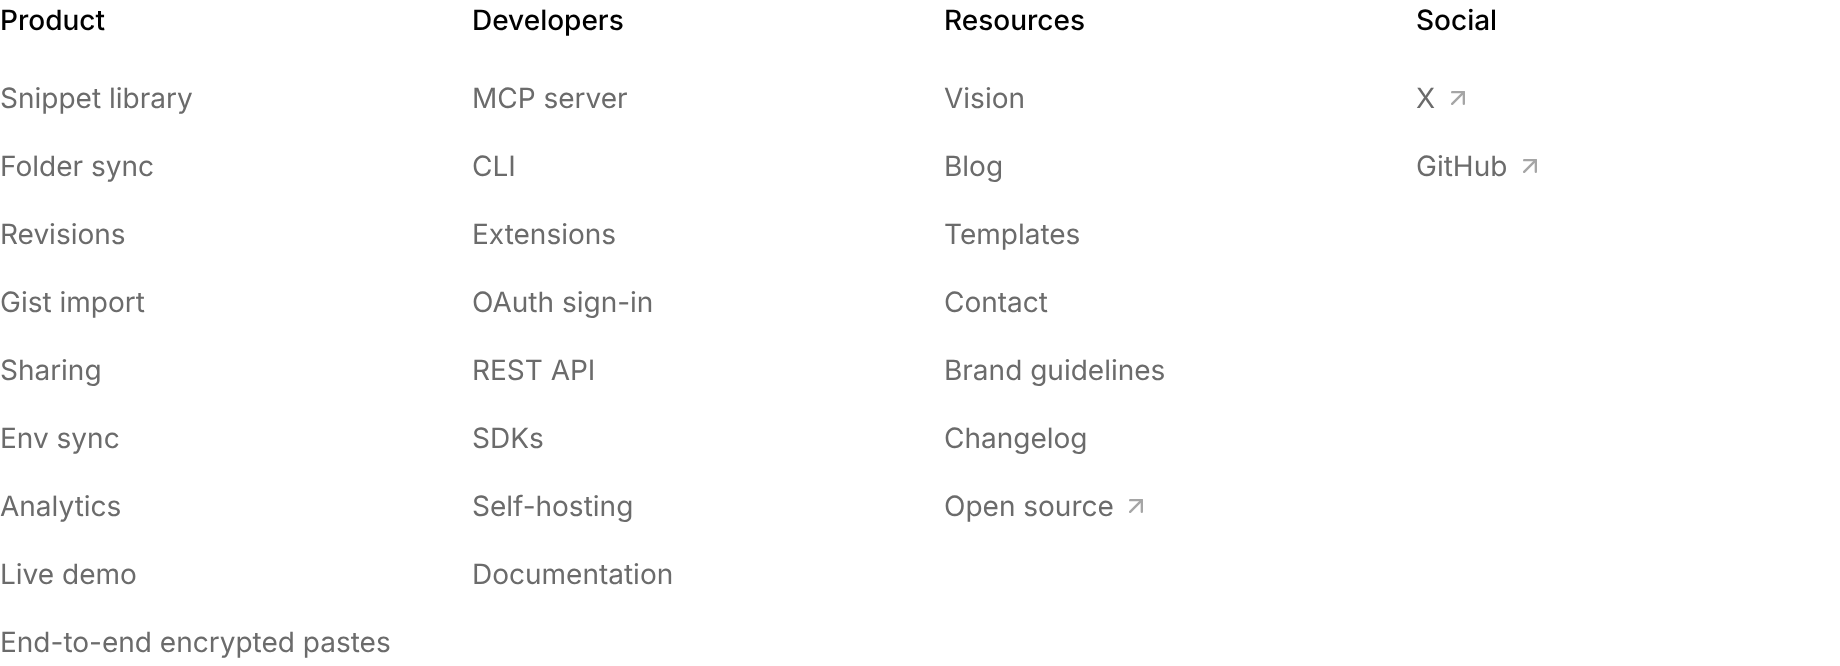 Product
Snippet library
Folder sync
Revisions
Gist import
Sharing
Env sync
Analytics
Live demo
End-to-end encrypted pastes
Developers
MCP server
CLI
Extensions
OAuth sign-in
REST API
SDKs
Self-hosting
Documentation
Resources
Vision
Blog
Templates
Contact
Brand guidelines
Changelog
Open source
Social
X
GitHub